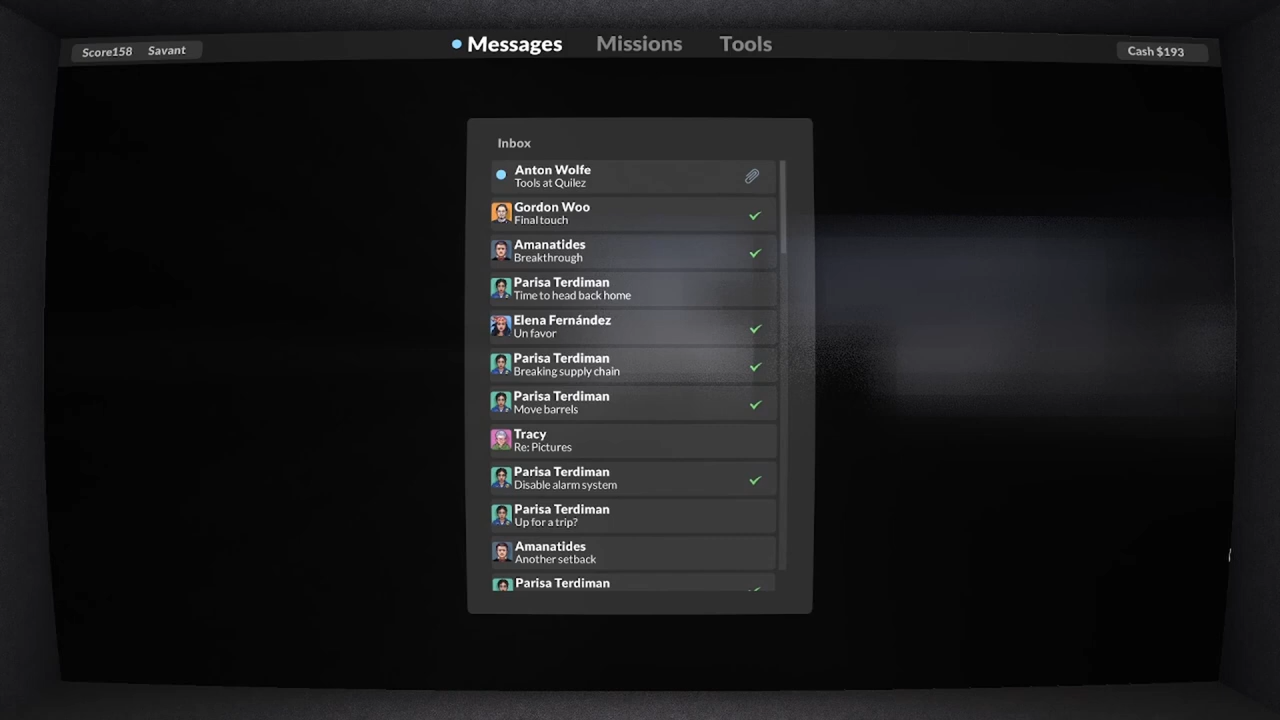 Score158 Savant
Messages Missions Tools
Cash $193
Inbox
Anton Wolfe
Tools at Quilez
Gordon Woo
Final touch
Amanatides
Breakthrough
Parisa Terdiman
Time to head back home
Elena Fernández
Un favor
Parisa Terdiman
Breaking supply chain
Parisa Terdiman
Move barrels
Tracy
Re: Pictures
Parisa Terdiman
Disable alarm system
Parisa Terdiman
Up for a trip?
Amanatides
Another setback
Parisa Terdiman